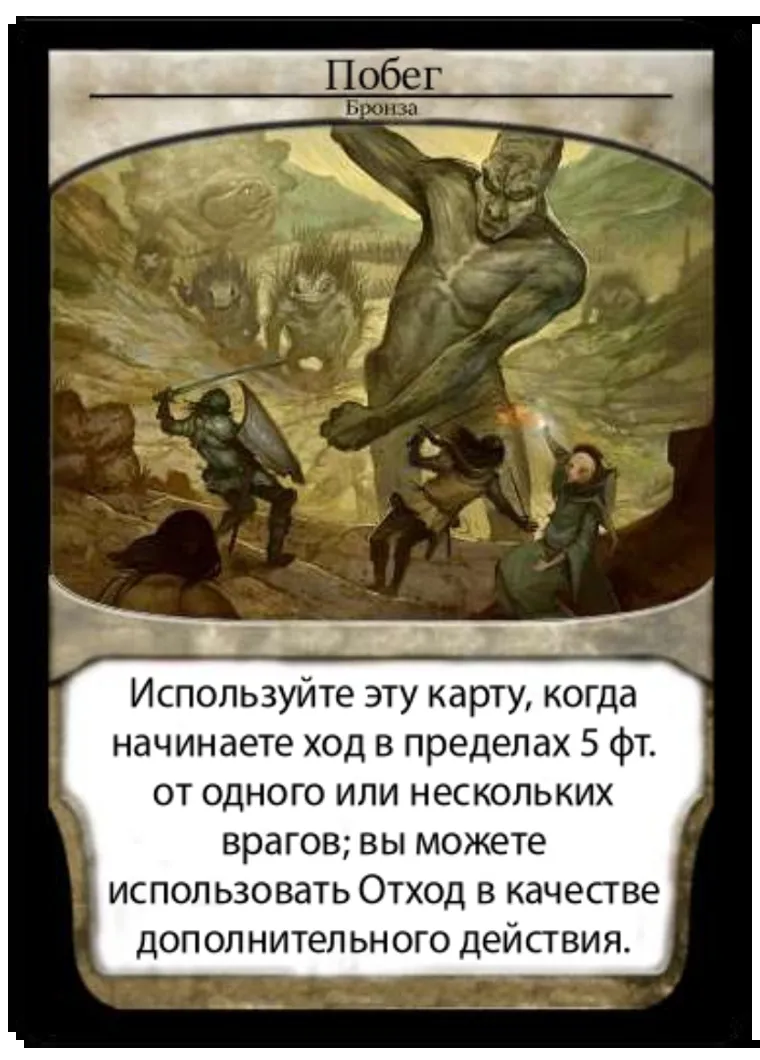 Побег
Бронза
Используйте эту карту, когда
начинаете ход в пределах 5 фт.
от одного или нескольких
врагов; вы можете
использовать Отход в качестве
дополнительного действия.